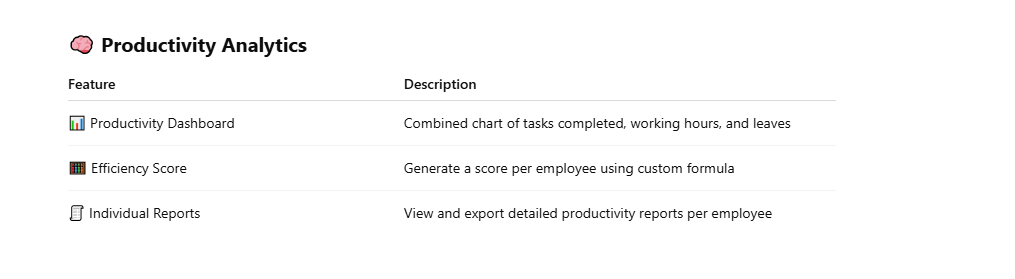 🧠 Productivity Analytics
Feature Description
📊 Productivity Dashboard Combined chart of tasks completed, working hours, and leaves
🧮 Efficiency Score Generate a score per employee using custom formula
🧾 Individual Reports View and export detailed productivity reports per employee